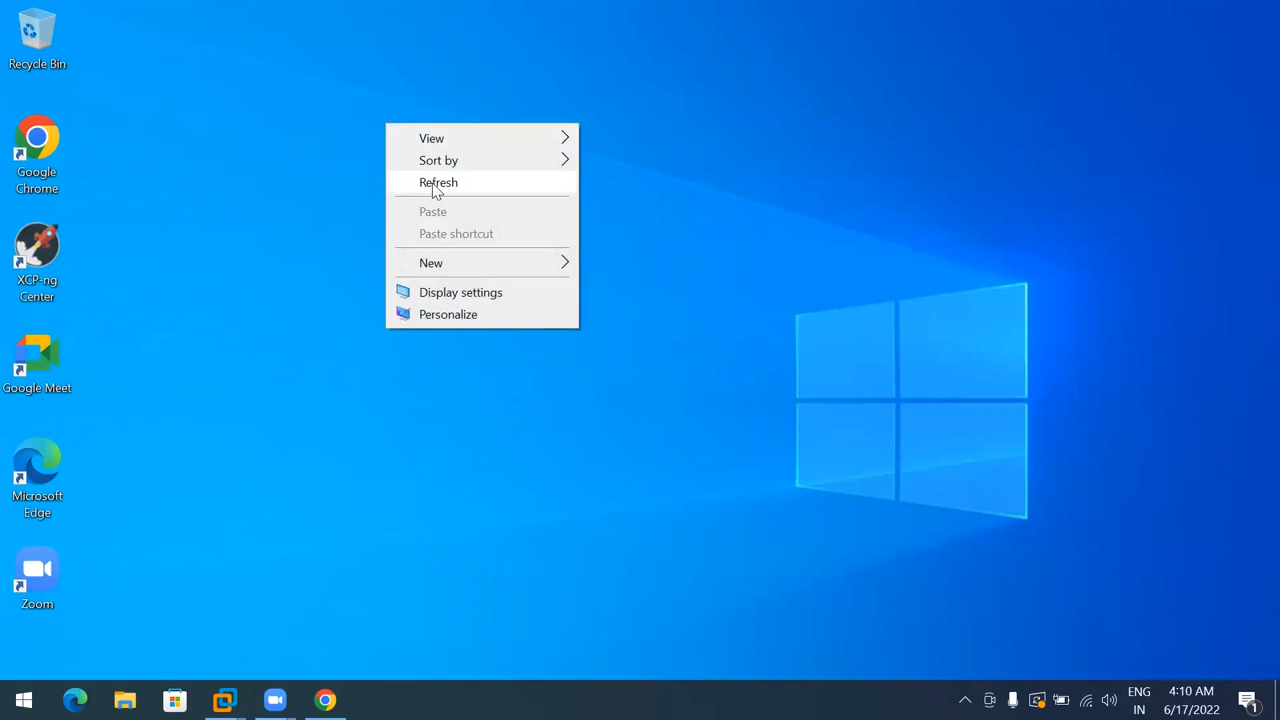 Recycle Bin
Google
Chrome
XCP-ng
Center
Google Meet
Microsoft
Edge
Zoom
View
Sort by
Refresh
Paste
Paste shortcut
New
Display settings
Personalize
ENG
IN
4:10 AM
6/17/2022
1